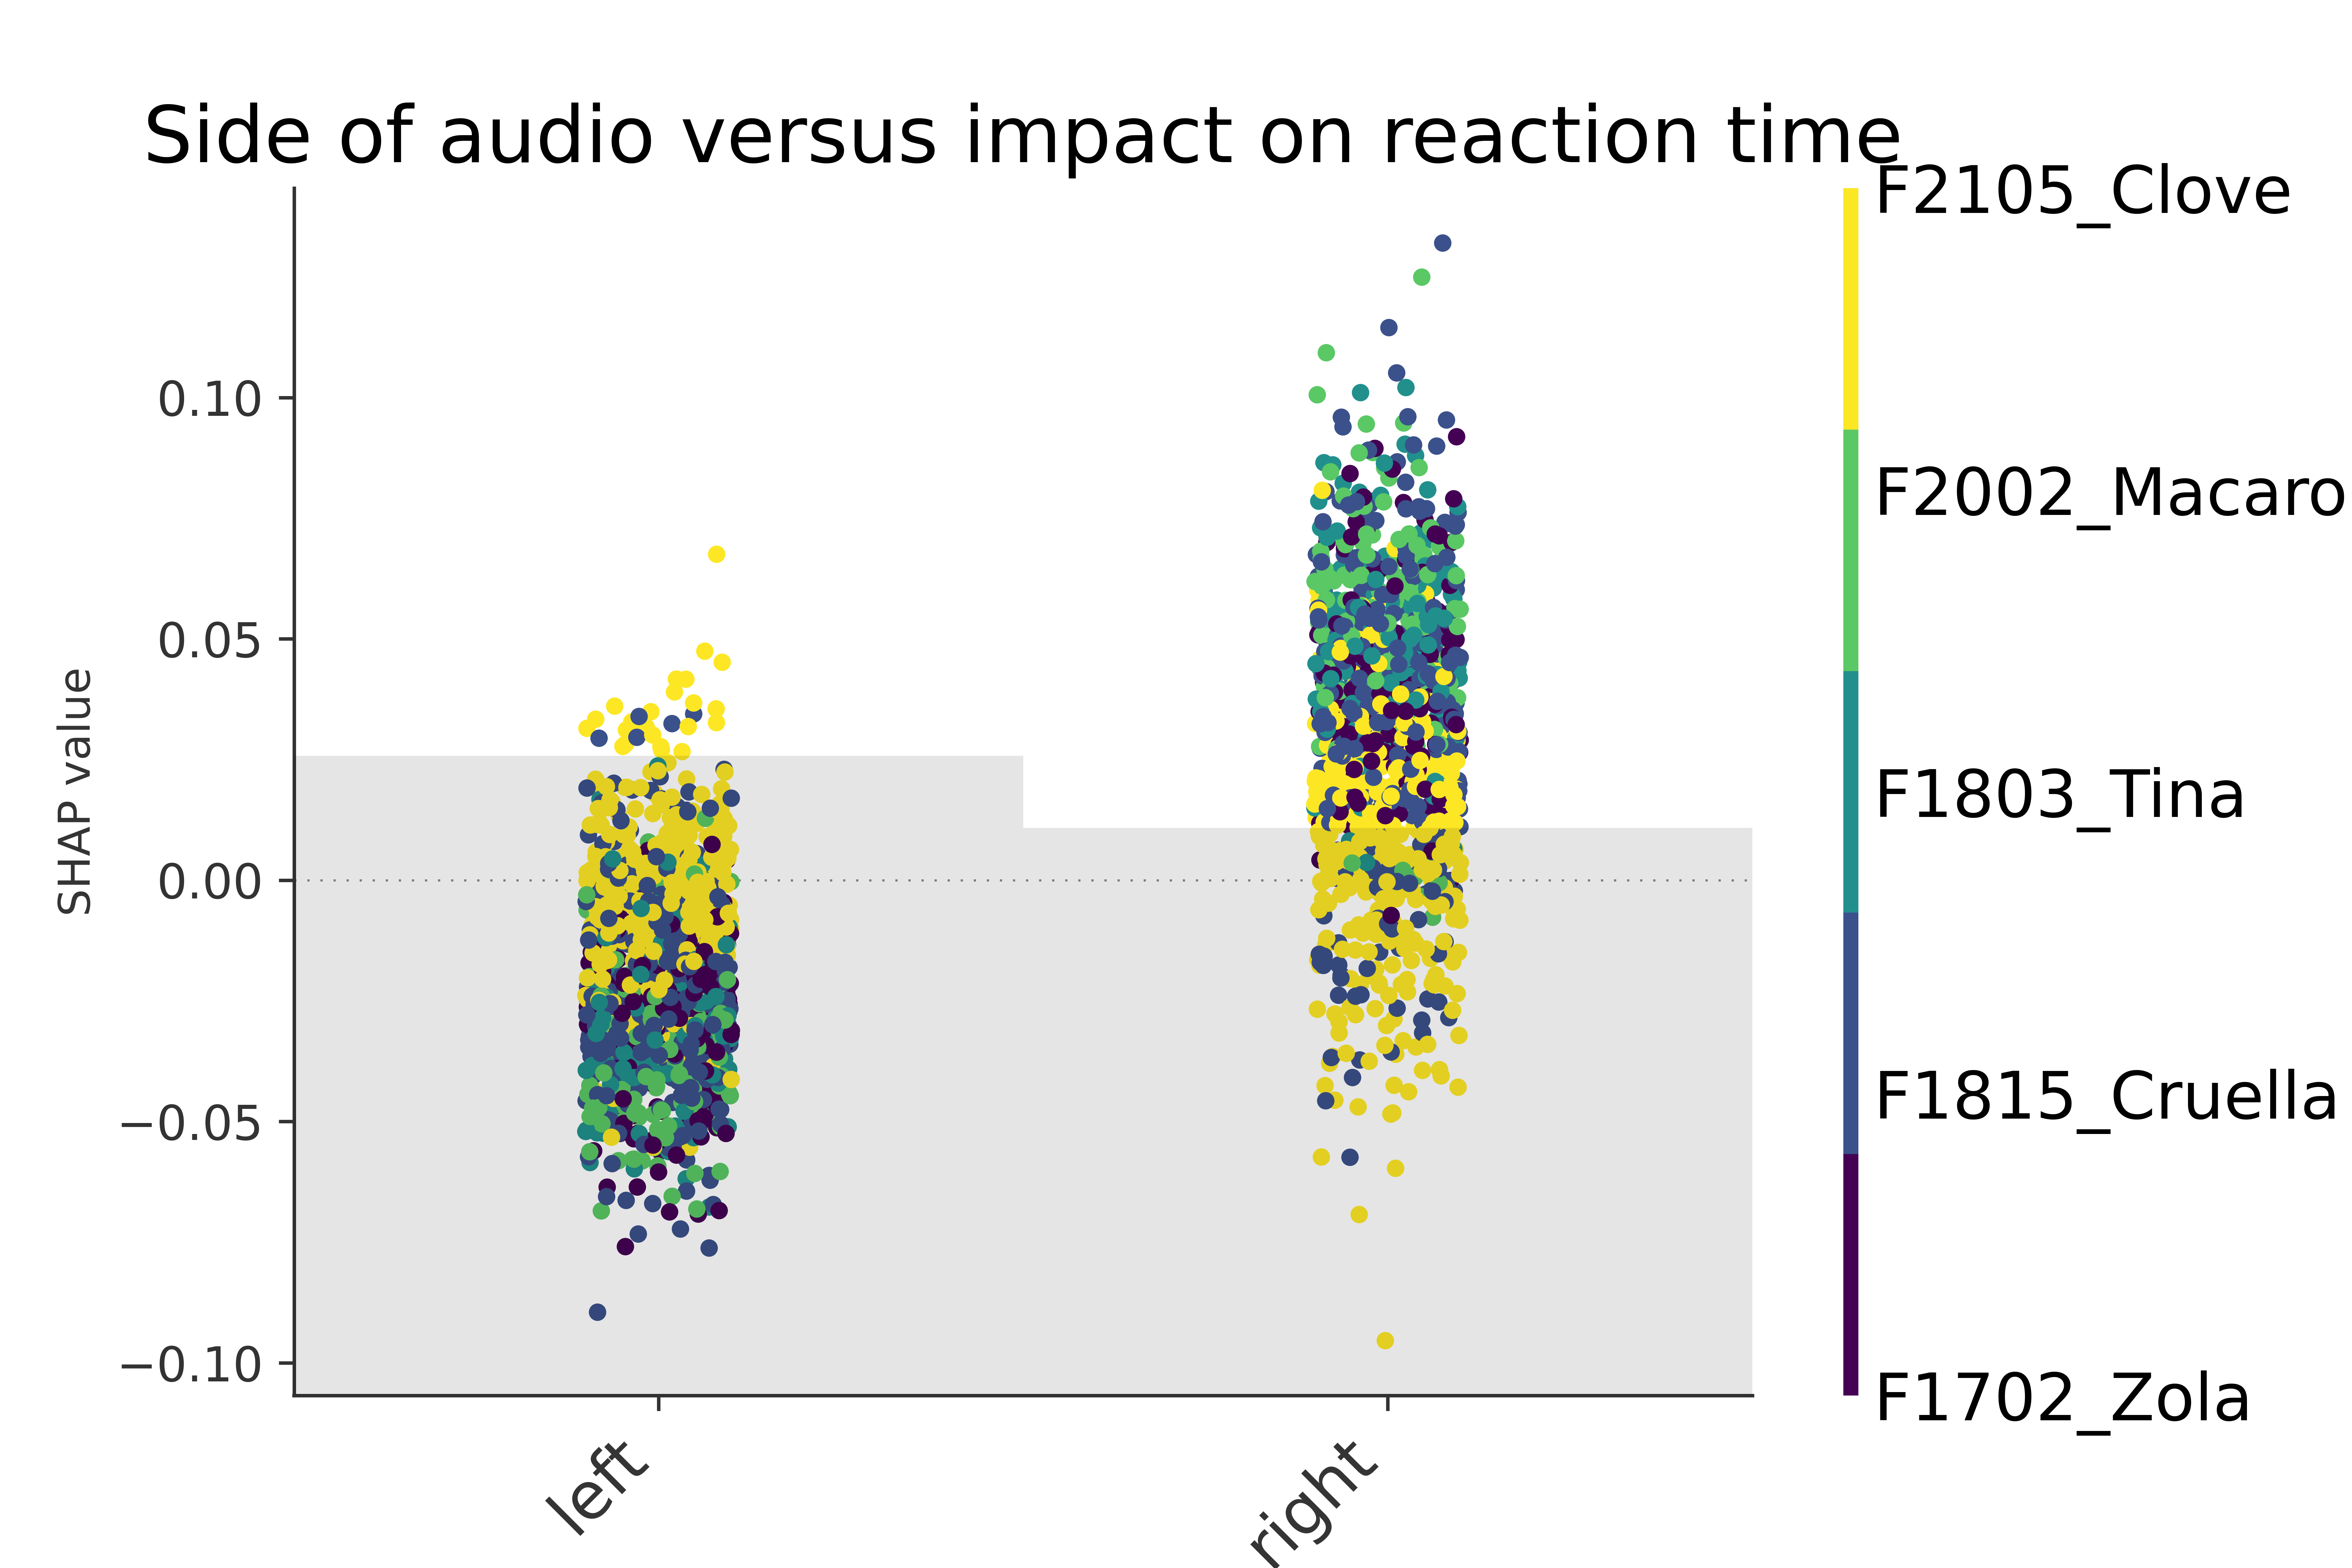 Side of audio versus impact on reaction time
SHAP value
0.10
0.05
0.00
−0.05
−0.10
left
right
F2105_Clove
F2002_Macaro
F1803_Tina
F1815_Cruella
F1702_Zola